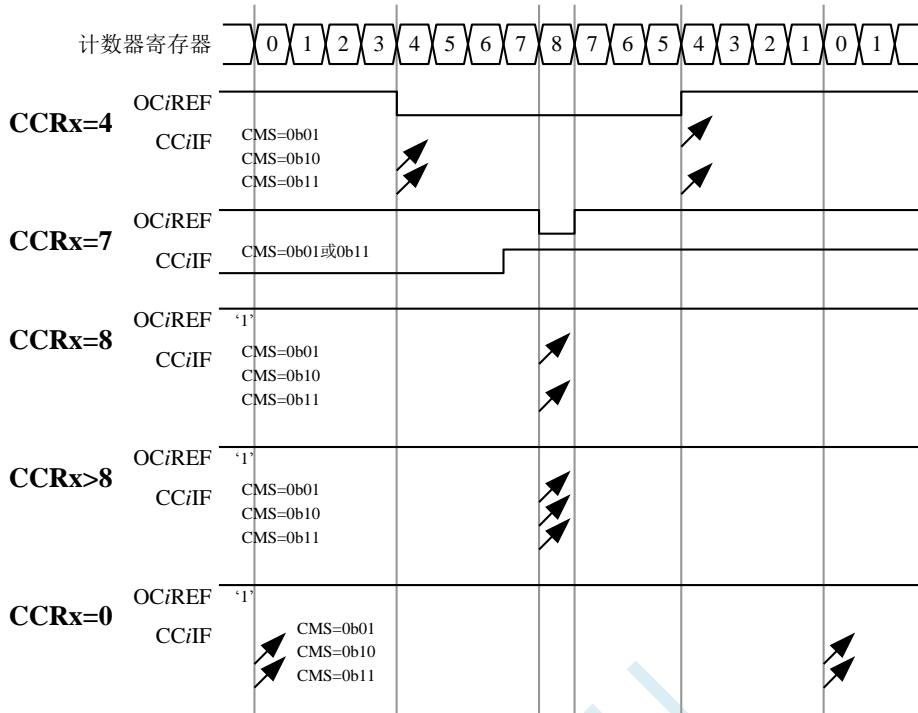 计数器寄存器 0 1 2 3 4 5 6 7 8 7 6 5 4 3 2 1 0 1
CCRx=4
OCiREF
CCiIF
CMS=0b01
CMS=0b10
CMS=0b11
CCRx=7
OCiREF
CCiIF
CMS=0b01或0b11
CCRx=8
OCiREF
'1'
CCiIF
CMS=0b01
CMS=0b10
CMS=0b11
CCRx>8
OCiREF
'1'
CCiIF
CMS=0b01
CMS=0b10
CMS=0b11
CCRx=0
OCiREF
'1'
CCiIF
CMS=0b01
CMS=0b10
CMS=0b11